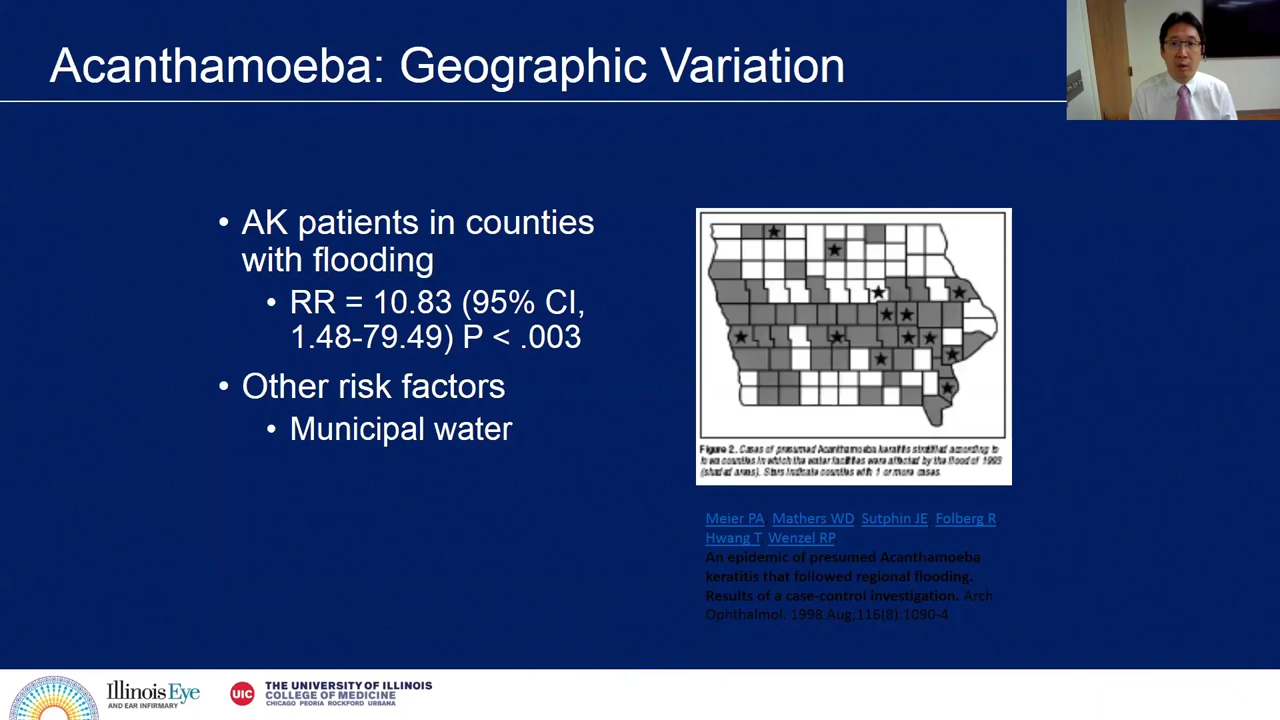 Acanthamoeba: Geographic Variation
• AK patients in counties
with flooding
• RR = 10.83 (95% CI,
1.48-79.49) P < .003
• Other risk factors
• Municipal water
Figure 2. Cases of presumed Acanthamoeba keratitis stratified according to
Iowa counties in which the water facilities were affected by the flood of 1993
(shaded areas). Stars indicate counties with 1 or more cases.
Meier PA, Mathers WD, Sutphin JE, Folberg R,
Hwang T, Wenzel RP.
An epidemic of presumed Acanthamoeba
keratitis that followed regional flooding.
Results of a case-control investigation. Arch
Ophthalmol. 1998 Aug;116(8):1090-4
Illinois Eye
AND EAR INFIRMARY
UIC
THE UNIVERSITY OF ILLINOIS
COLLEGE OF MEDICINE
CHICAGO PEORIA ROCKFORD URBANA